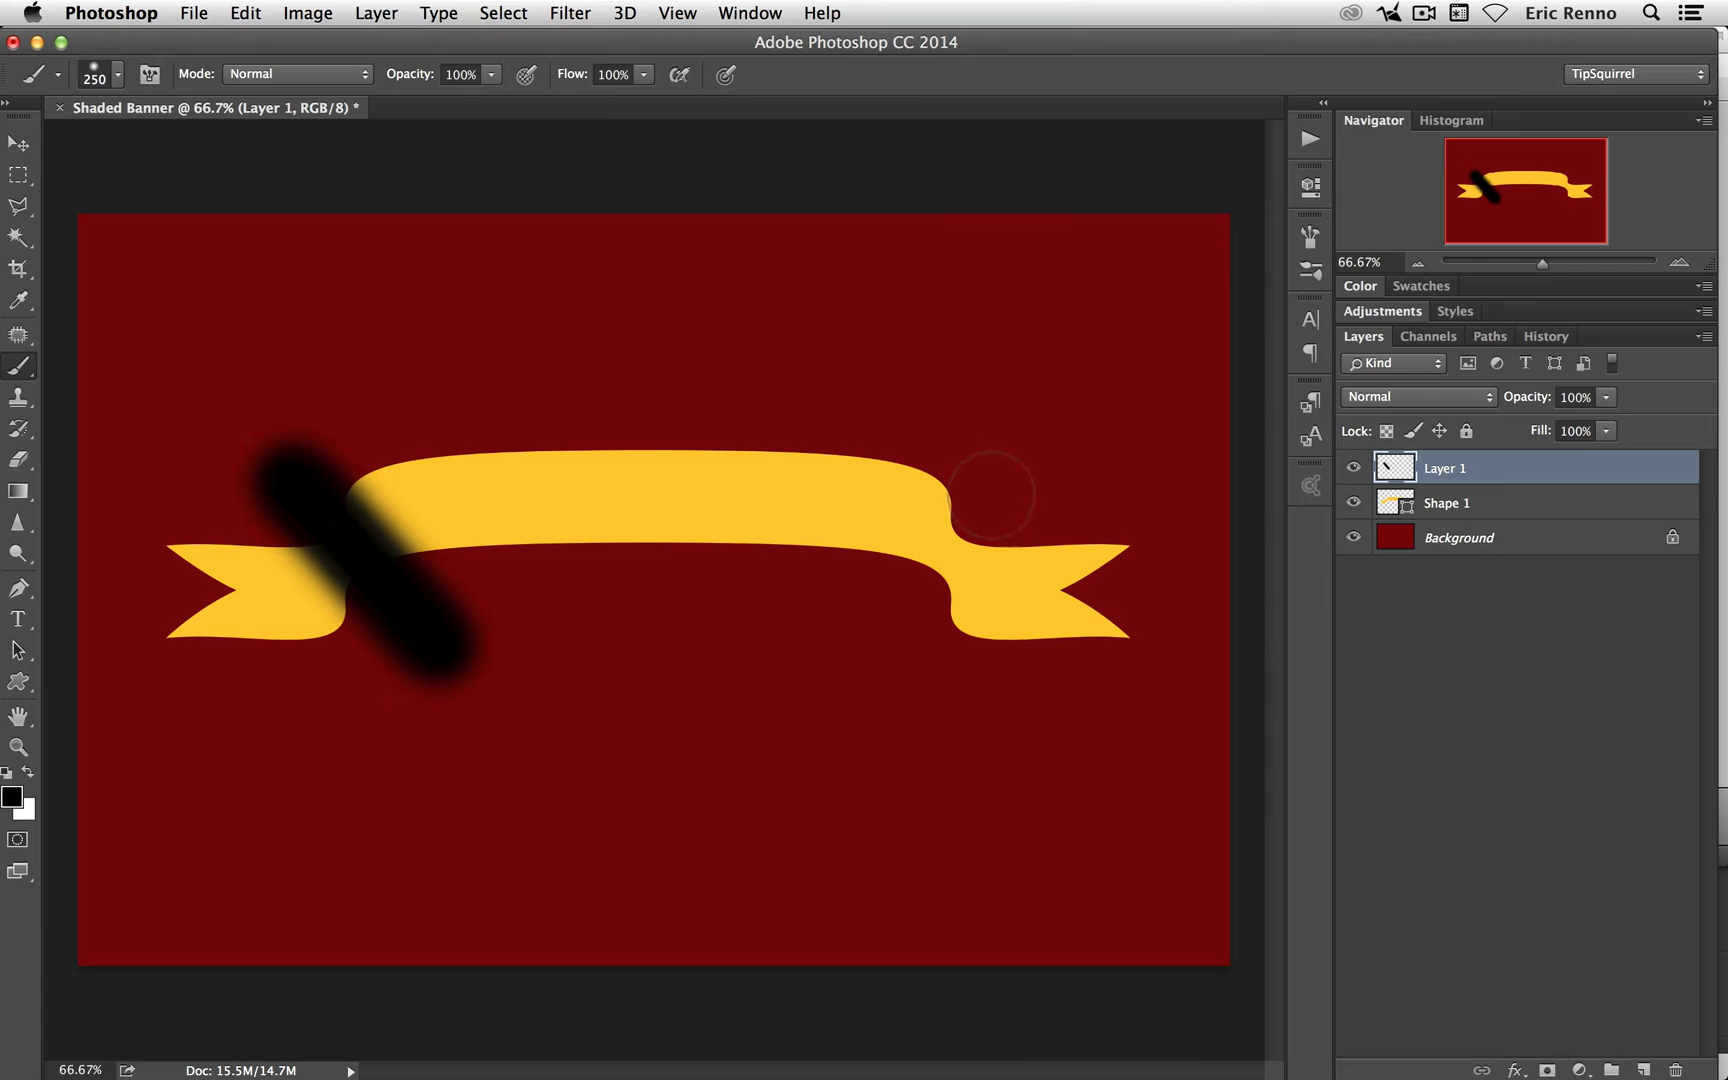 Photoshop File Edit Image Layer Type Select Filter 3D View Window Help Eric Renno
Adobe Photoshop CC 2014
250 Mode: Normal Opacity: 100% Flow: 100% TipSquirrel
× Shaded Banner @ 66.7% (Layer 1, RGB/8) *
Navigator Histogram
66.67%
Color Swatches
Adjustments Styles
Layers Channels Paths History
Kind
Normal Opacity: 100%
Lock: Fill: 100%
Layer 1
Shape 1
Background
66.67% Doc: 15.5M/14.7M